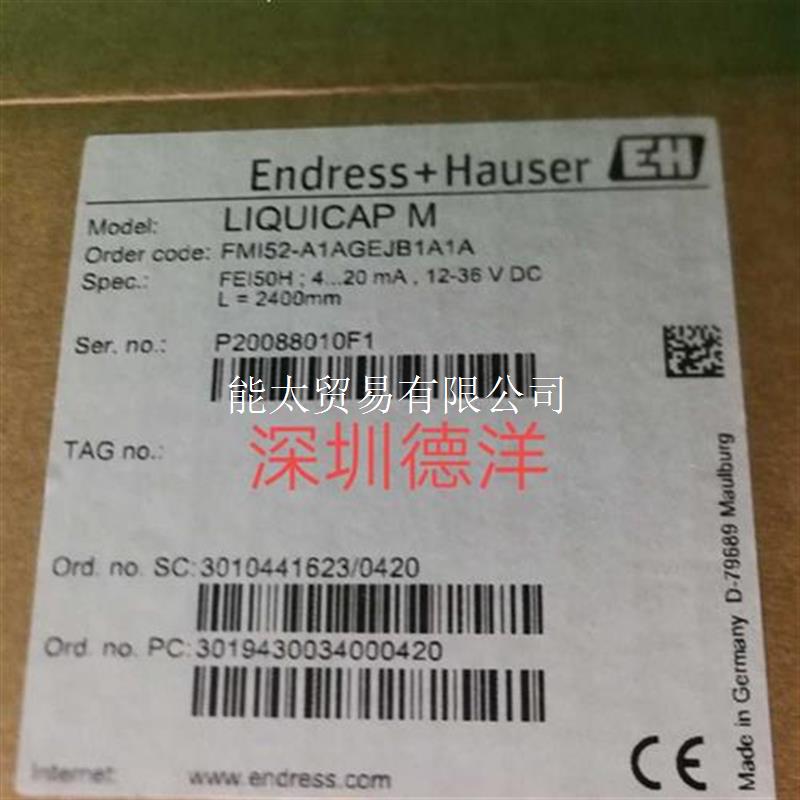 Endress+Hauser EH
Model: LIQUICAP M
Order code: FMI52-A1AGEJB1A1A
Spec.: FEI50H ; 4...20 mA , 12-36 V DC
L = 2400mm
Ser. no.: P20088010F1
能太贸易有限公司
TAG no.:
深圳德洋
Ord. no. SC:3010441623/0420
Ord. no. PC:3019430034000420
Internet: www.endress.com
CE
Made in Germany D-79689 Maulburg